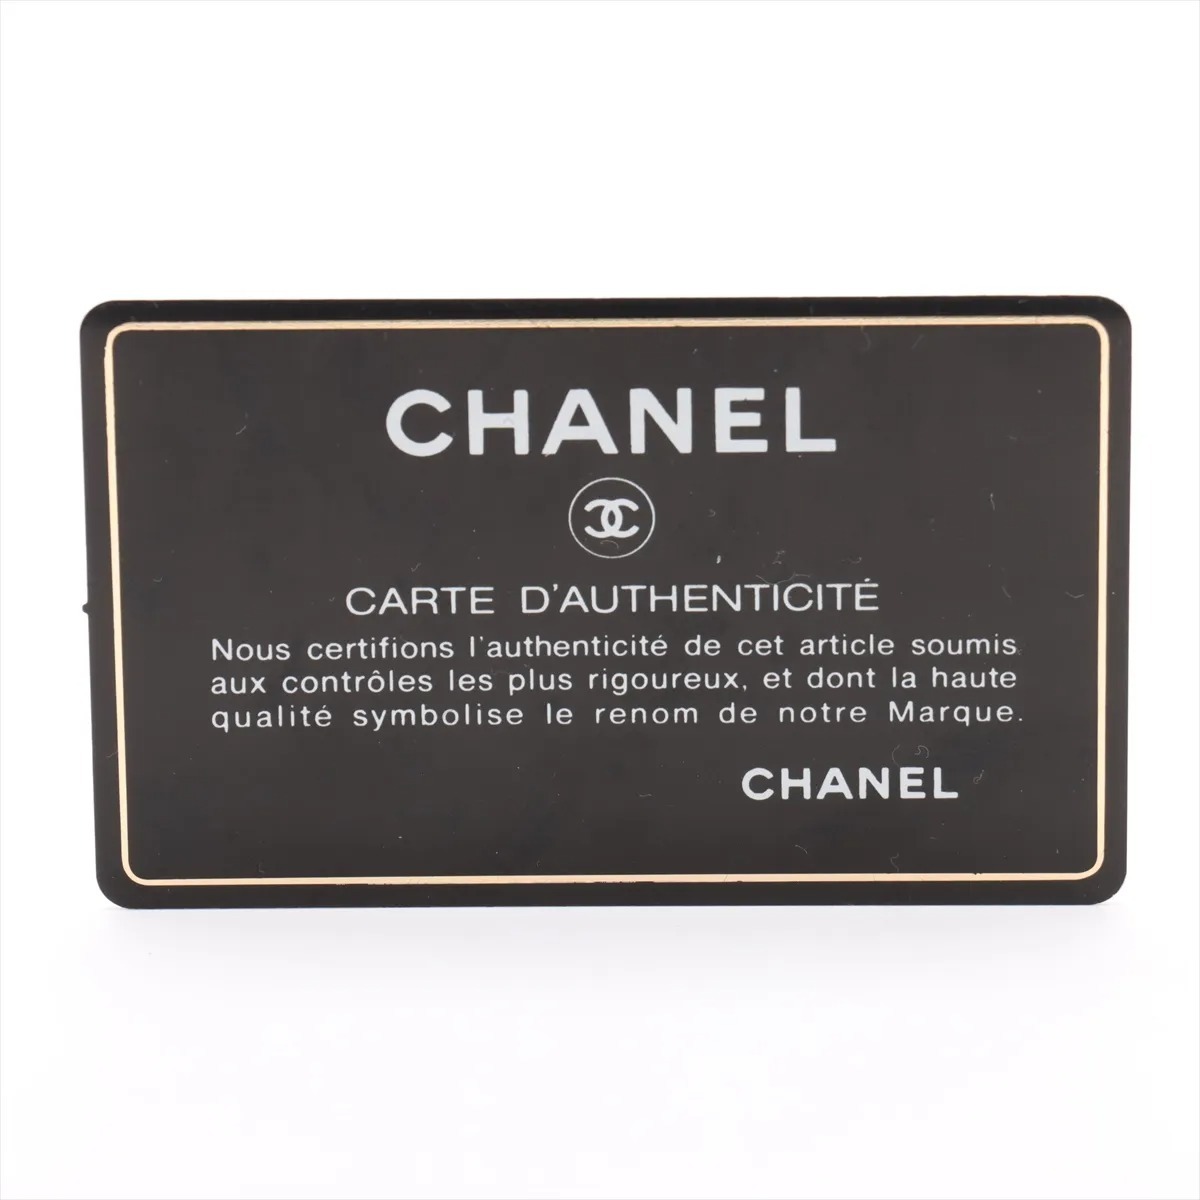 CHANEL
CARTE D'AUTHENTICITÉ
Nous certifions l'authenticité de cet article soumis
aux contrôles les plus rigoureux, et dont la haute
qualité symbolise le renom de notre Marque.
CHANEL